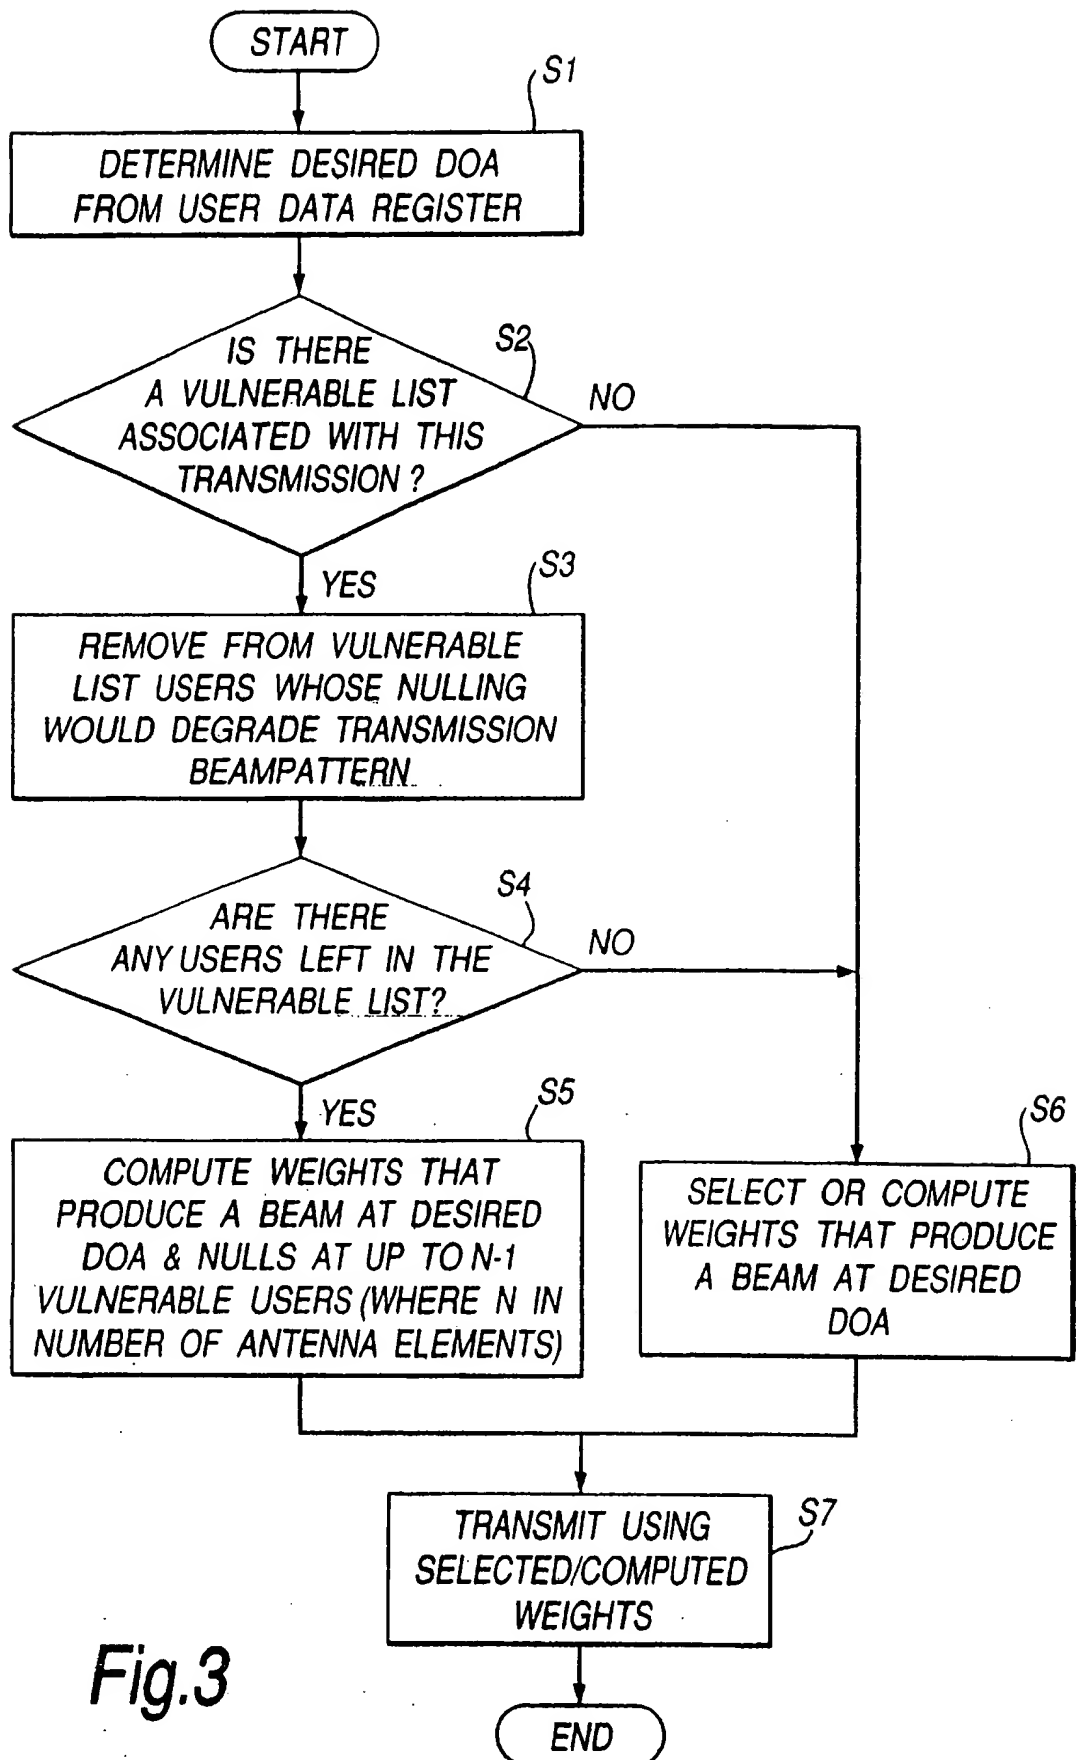 START
S1
DETERMINE DESIRED DOA
FROM USER DATA REGISTER
S2
IS THERE
A VULNERABLE LIST
ASSOCIATED WITH THIS
TRANSMISSION ?
NO
YES
S3
REMOVE FROM VULNERABLE
LIST USERS WHOSE NULLING
WOULD DEGRADE TRANSMISSION
BEAMPATTERN
S4
ARE THERE
ANY USERS LEFT IN THE
VULNERABLE LIST?
NO
YES
S5
COMPUTE WEIGHTS THAT
PRODUCE A BEAM AT DESIRED
DOA & NULLS AT UP TO N-1
VULNERABLE USERS (WHERE N IN
NUMBER OF ANTENNA ELEMENTS)
S6
SELECT OR COMPUTE
WEIGHTS THAT PRODUCE
A BEAM AT DESIRED
DOA
S7
TRANSMIT USING
SELECTED/COMPUTED
WEIGHTS
Fig.3
END